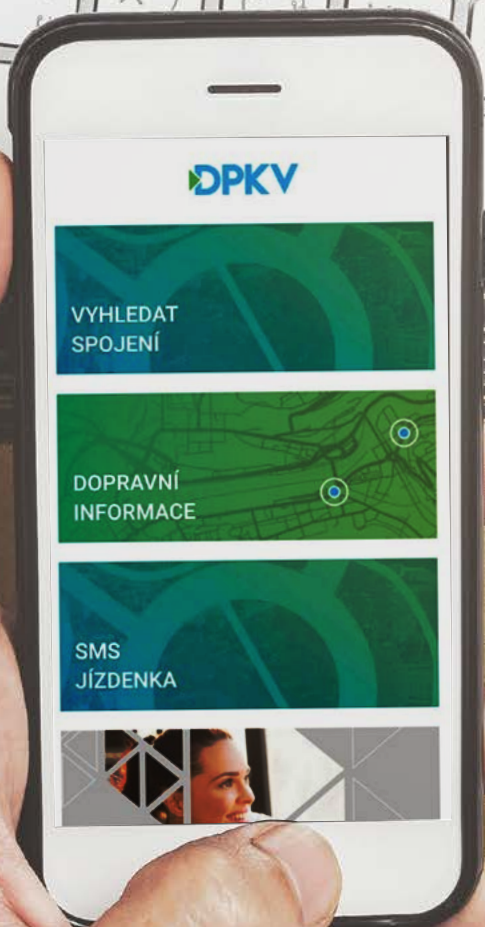 DPKV
VYHLEDAT
SPOJENÍ
DOPRAVNÍ
INFORMACE
SMS
JÍZDENKA